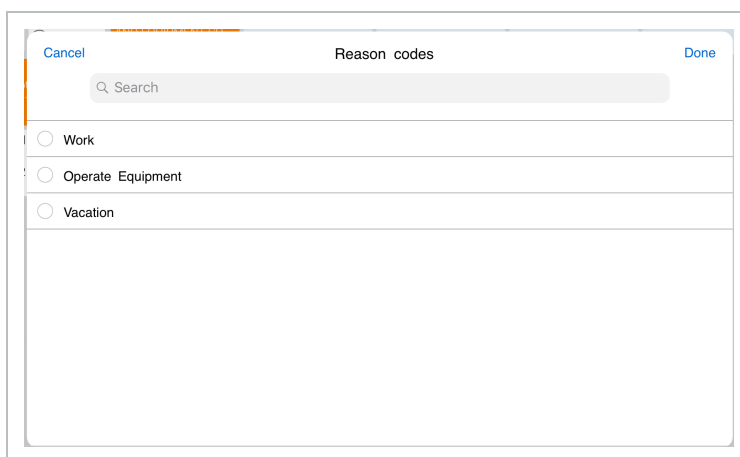 Cancel
Reason codes
Done
Search
Work
Operate Equipment
Vacation